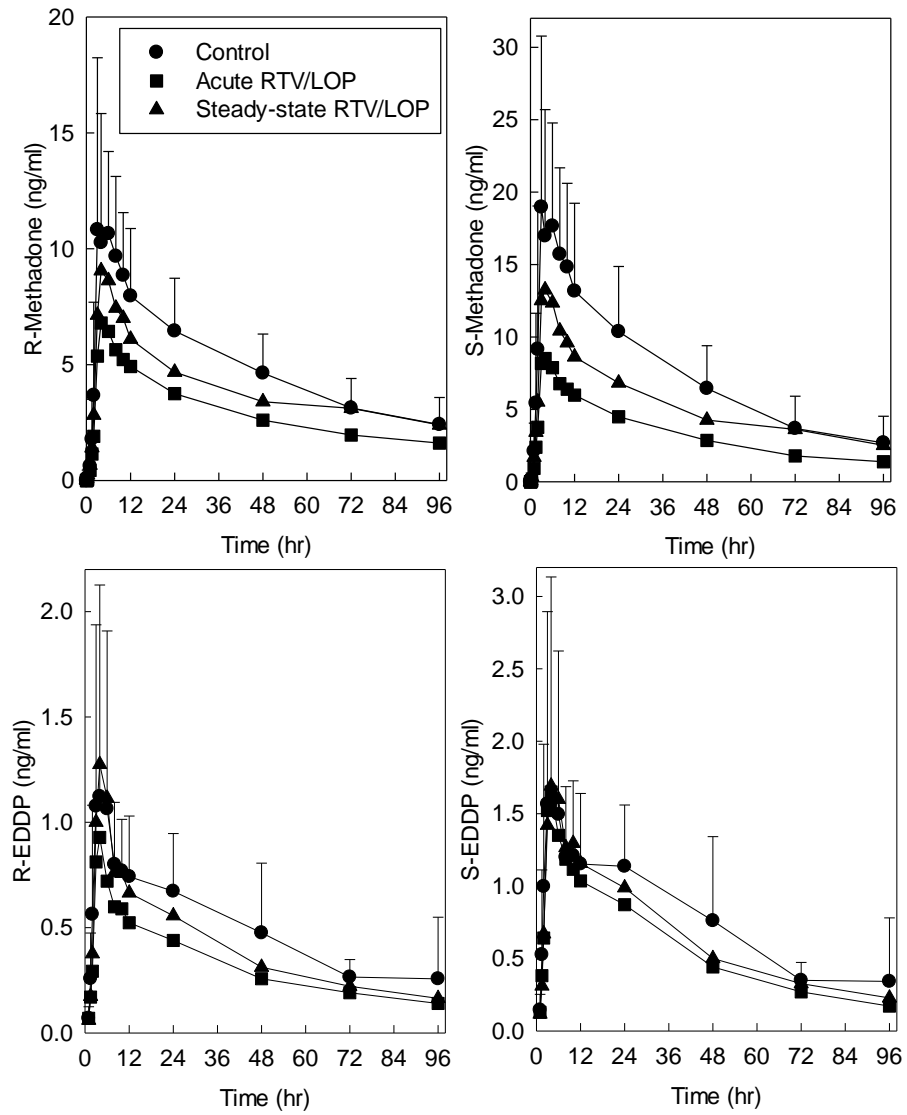 20
15
10
5
0
R-Methadone (ng/ml)
Control
Acute RTV/LOP
Steady-state RTV/LOP
0 12 24 36 48 60 72 84 96
Time (hr)
30
25
20
15
10
5
0
S-Methadone (ng/ml)
0 12 24 36 48 60 72 84 96
Time (hr)
2.0
1.5
1.0
0.5
0.0
R-EDDP (ng/ml)
0 12 24 36 48 60 72 84 96
Time (hr)
3.0
2.5
2.0
1.5
1.0
0.5
0.0
S-EDDP (ng/ml)
0 12 24 36 48 60 72 84 96
Time (hr)